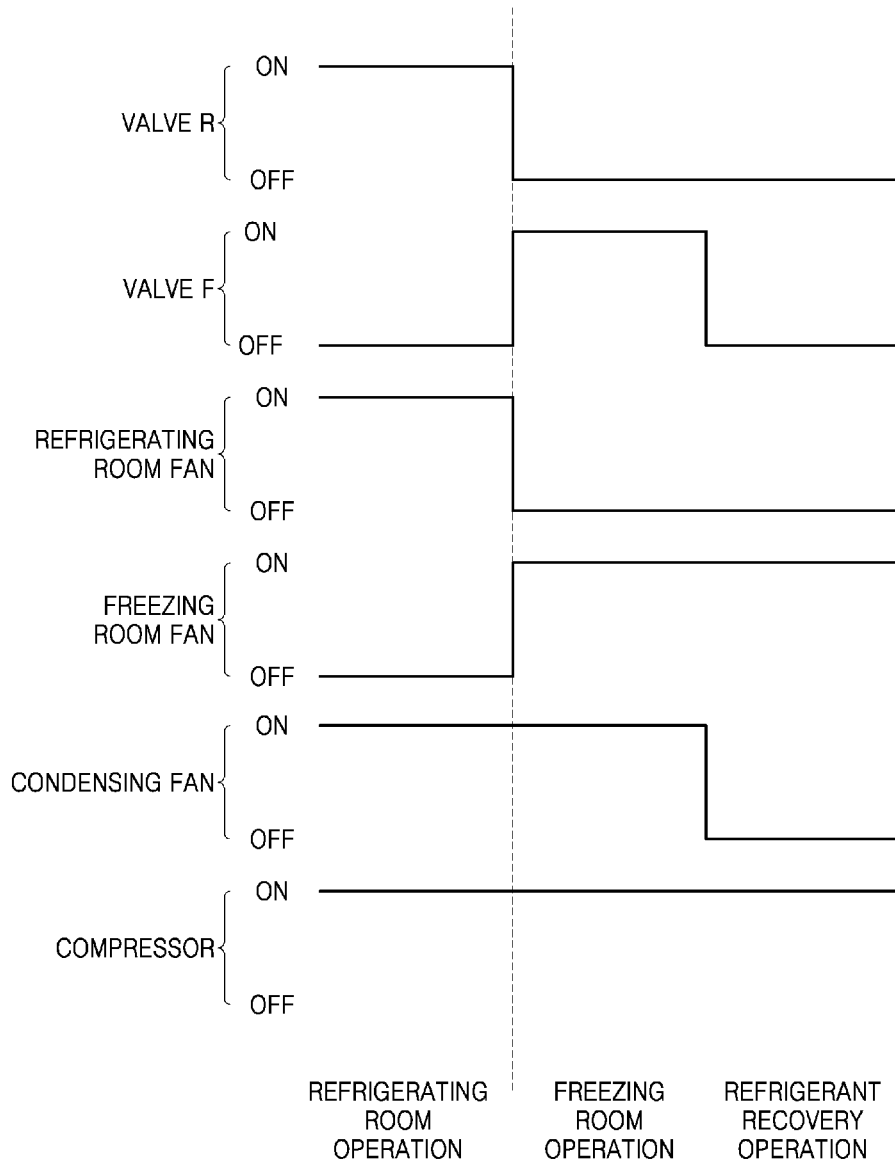 ON
VALVE R
OFF
ON
VALVE F
OFF
ON
REFRIGERATING
ROOM FAN
OFF
ON
FREEZING
ROOM FAN
OFF
ON
CONDENSING FAN
OFF
ON
COMPRESSOR
OFF
REFRIGERATING
ROOM
OPERATION
FREEZING
ROOM
OPERATION
REFRIGERANT
RECOVERY
OPERATION